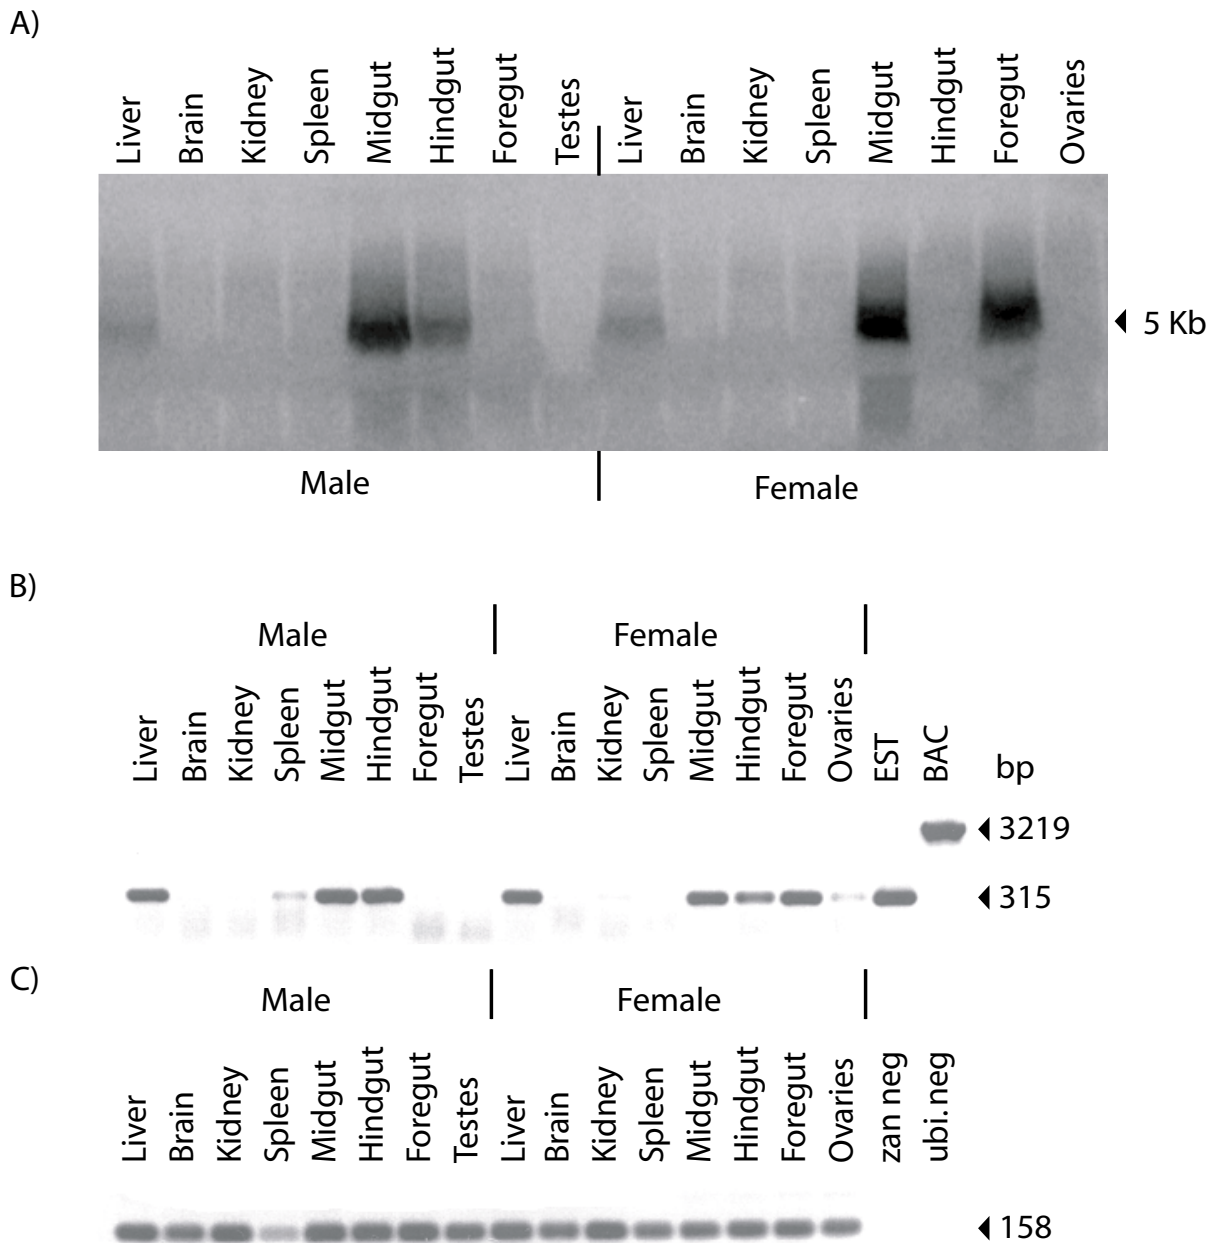 A)
Liver Brain Kidney Spleen Midgut Hindgut Foregut Testes Liver Brain Kidney Spleen Midgut Hindgut Foregut Ovaries
5 Kb
Male Female
B)
Male Female
Liver Brain Kidney Spleen Midgut Hindgut Foregut Testes Liver Brain Kidney Spleen Midgut Hindgut Foregut Ovaries EST BAC bp
3219
315
C)
Male Female
Liver Brain Kidney Spleen Midgut Hindgut Foregut Testes Liver Brain Kidney Spleen Midgut Hindgut Foregut Ovaries zan neg ubi. neg
158